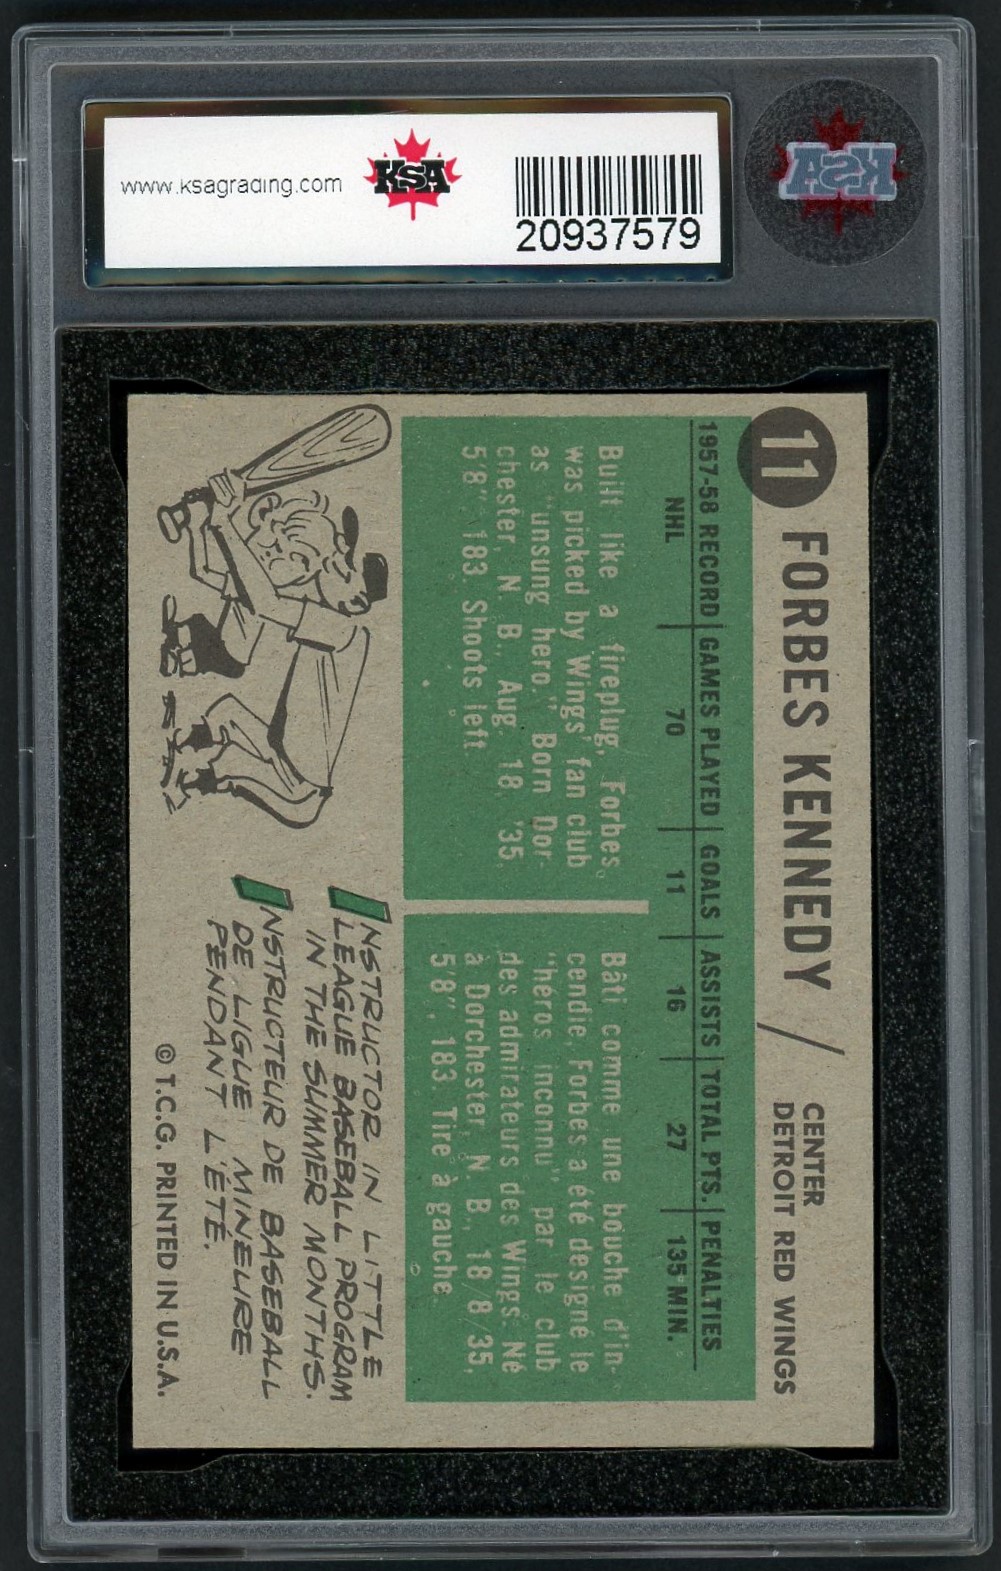 www.ksagrading.com
KSA
20937579
KSA
11
FORBES KENNEDY /
CENTER
DETROIT RED WINGS
1957-58 RECORD | GAMES PLAYED | GOALS | ASSISTS | TOTAL PTS. | PENALTIES
NHL 70 11 16 27 135 MIN.
Built like a fireplug, Forbes
was picked by Wings' fan club
as "unsung hero." Born Dor-
chester, N. B., Aug. 18, '35.
5'8", 183. Shoots left
Bâti comme une bouche d'in-
cendie, Forbes a été designé le
"héros inconnu" par le club
des admirateurs des Wings. Né
à Dorchester, N. B., 18/8/35.
5'8", 183. Tire à gauche.
INSTRUCTOR IN LITTLE
LEAGUE BASEBALL PROGRAM
IN THE SUMMER MONTHS.
INSTRUCTEUR DE BASEBALL
DE LIGUE MINEURE
PENDANT L'ÉTÉ.
© T.C.G. PRINTED IN U.S.A.